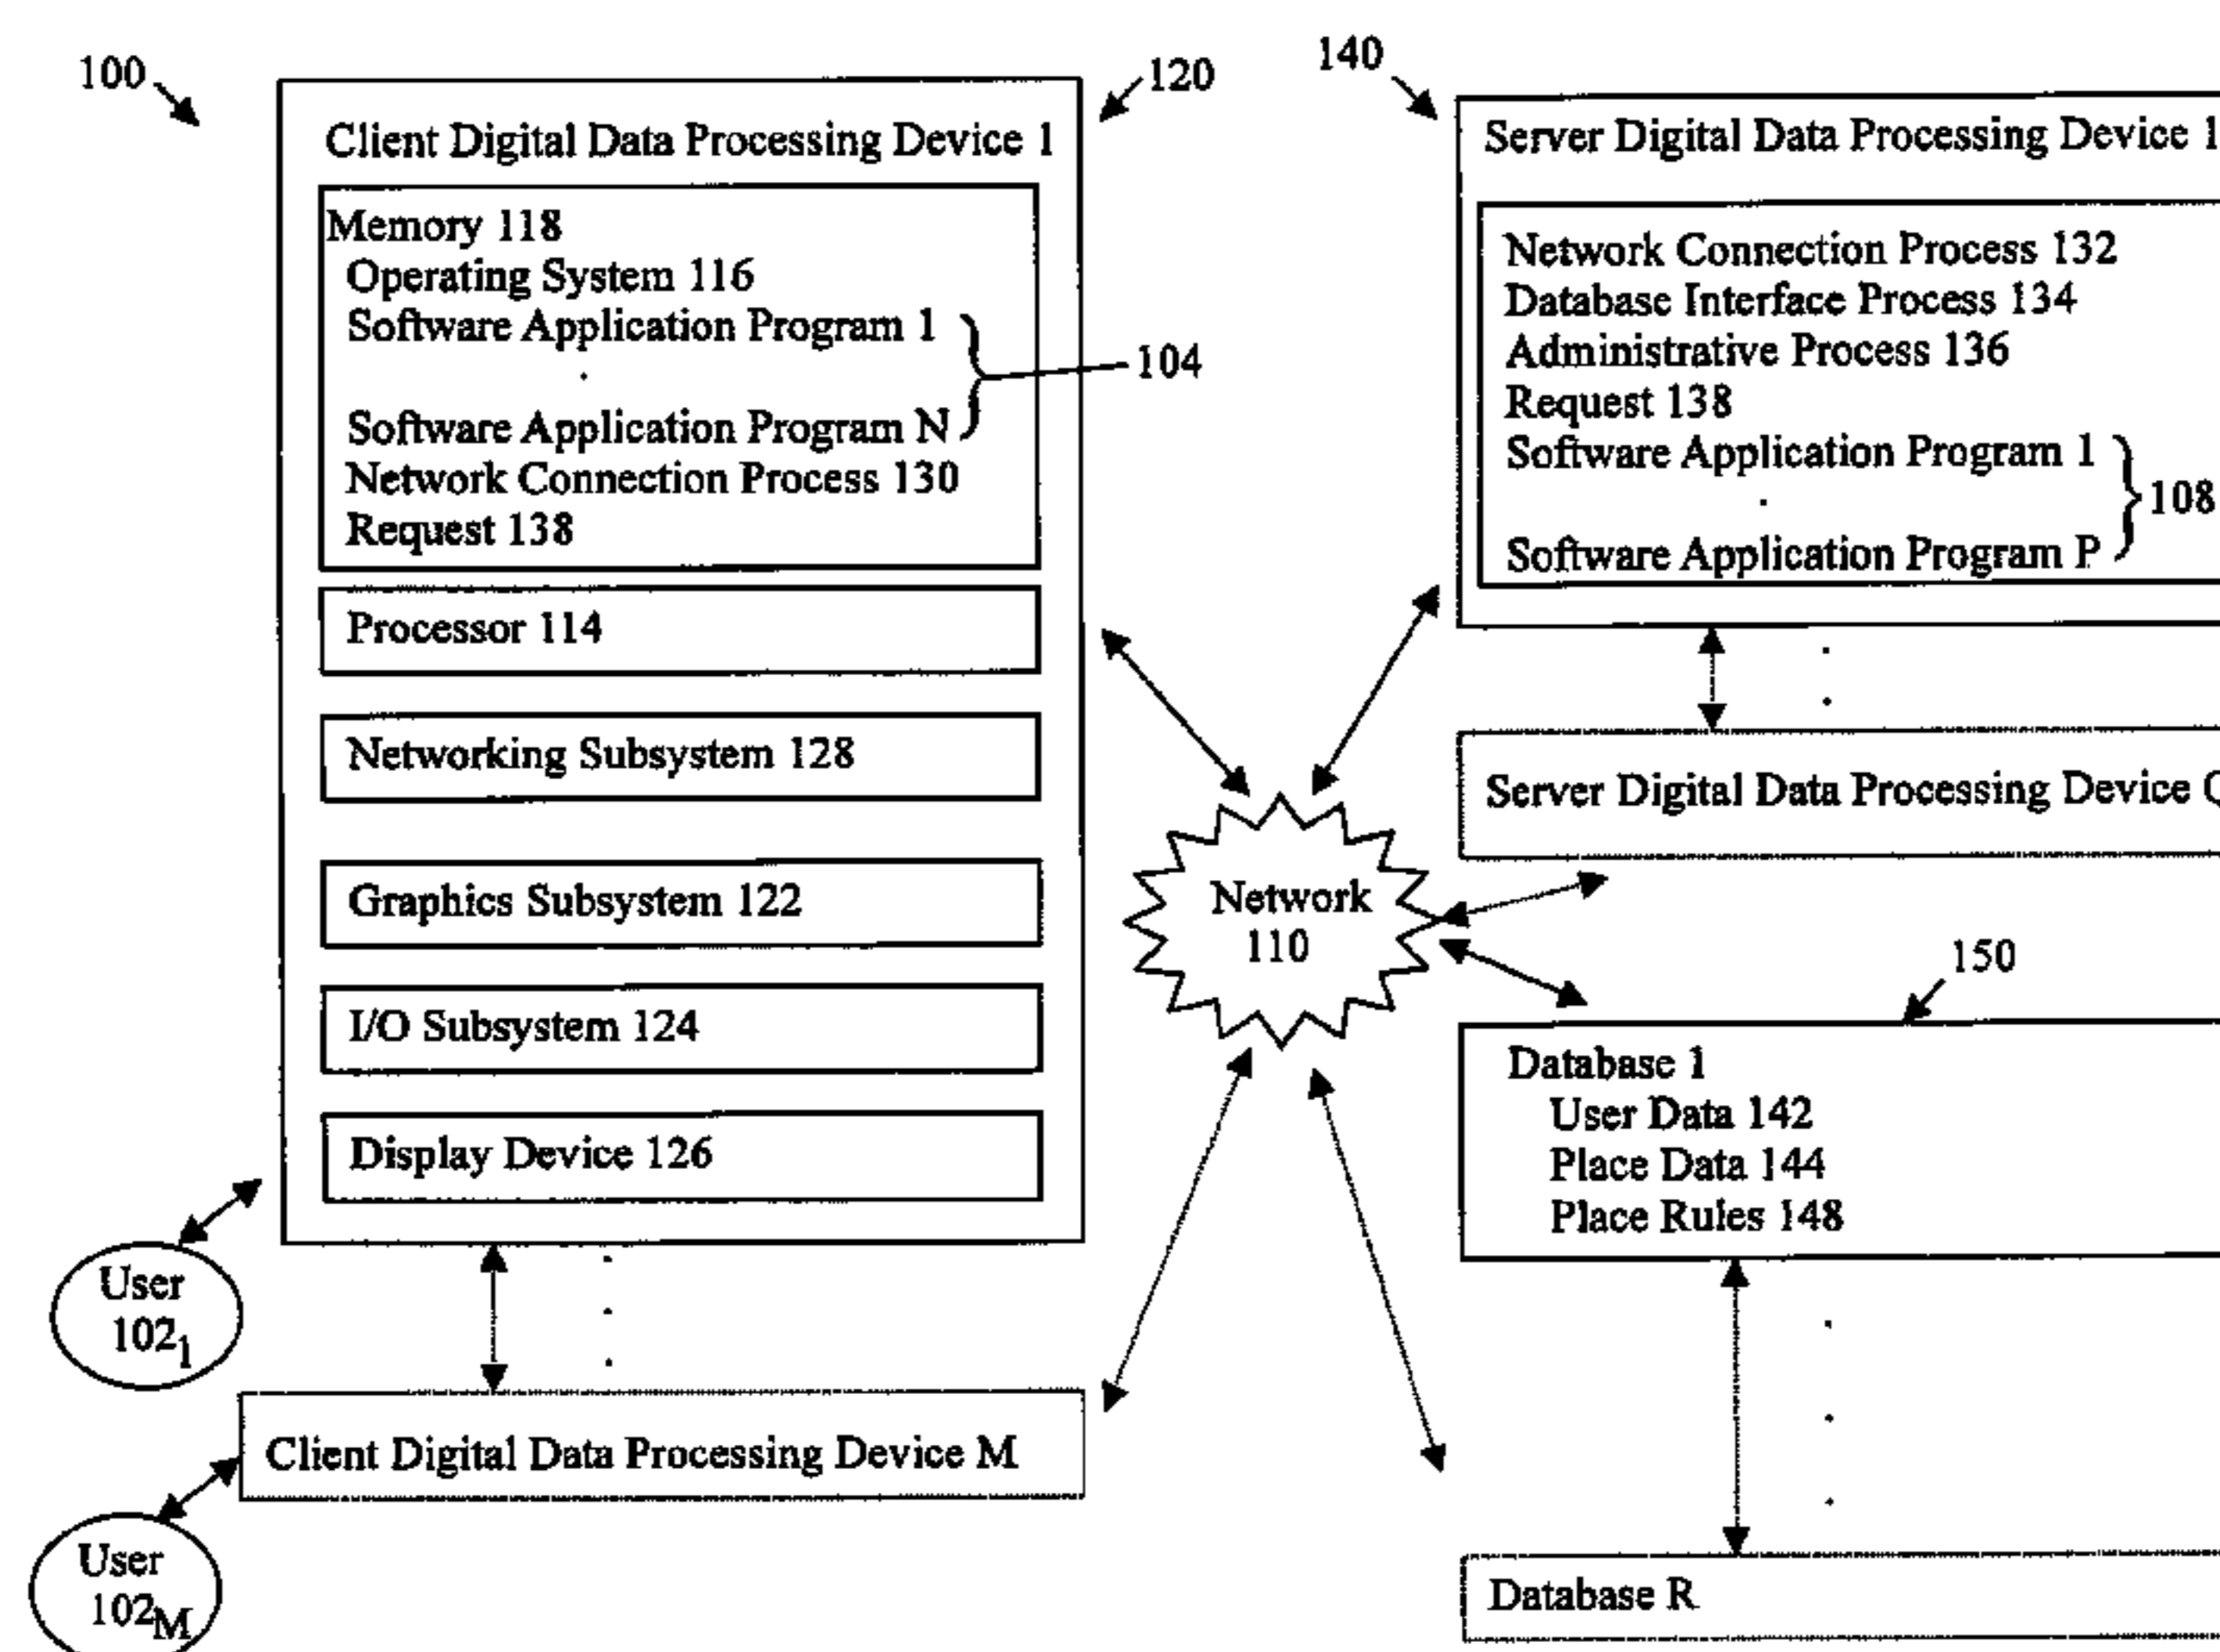 100
120
Client Digital Data Processing Device 1
Memory 118
Operating System 116
Software Application Program 1
.
Software Application Program N
104
Network Connection Process 130
Request 138
Processor 114
Networking Subsystem 128
Graphics Subsystem 122
I/O Subsystem 124
Display Device 126
User
102₁
Client Digital Data Processing Device M
User
102M
Network
110
140
Server Digital Data Processing Device 1
Network Connection Process 132
Database Interface Process 134
Administrative Process 136
Request 138
Software Application Program 1
.
Software Application Program P
108
Server Digital Data Processing Device Q
150
Database 1
User Data 142
Place Data 144
Place Rules 148
Database R